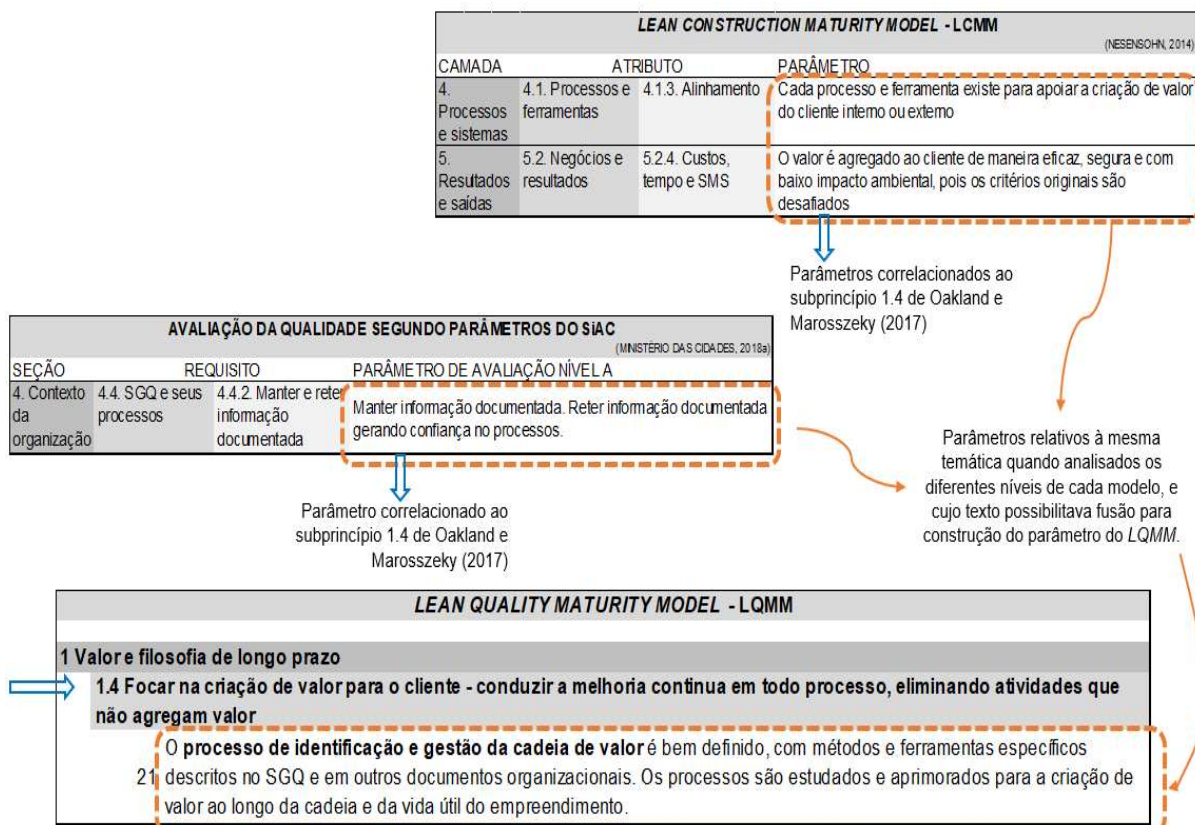 LEAN CONSTRUCTION MATURITY MODEL - LCMM
(NESENSOHN, 2014)
CAMADA ATRIBUTO PARÂMETRO
4. Processos e sistemas
4.1. Processos e ferramentas
4.1.3. Alinhamento
Cada processo e ferramenta existe para apoiar a criação de valor
do cliente interno ou externo
5. Resultados e saídas
5.2. Negócios e resultados
5.2.4. Custos, tempo e SMS
O valor é agregado ao cliente de maneira eficaz, segura e com
baixo impacto ambiental, pois os critérios originais são
desafiados
Parâmetros correlacionados ao
subprincípio 1.4 de Oakland e
Marosszeky (2017)
AVALIAÇÃO DA QUALIDADE SEGUNDO PARÂMETROS DO SiAC
(MINISTÉRIO DAS CIDADES, 2018a)
SEÇÃO REQUISITO PARÂMETRO DE AVALIAÇÃO NÍVEL A
4. Contexto da organização
4.4. SGQ e seus processos
4.4.2. Manter e reter informação documentada
Manter informação documentada. Reter informação documentada
gerando confiança no processos.
Parâmetro correlacionado ao
subprincípio 1.4 de Oakland e
Marosszeky (2017)
Parâmetros relativos à mesma
temática quando analisados os
diferentes níveis de cada modelo, e
cujo texto possibilitava fusão para
construção do parâmetro do LQMM.
LEAN QUALITY MATURITY MODEL - LQMM
1 Valor e filosofia de longo prazo
1.4 Focar na criação de valor para o cliente - conduzir a melhoria continua em todo processo, eliminando atividades que
não agregam valor
O processo de identificação e gestão da cadeia de valor é bem definido, com métodos e ferramentas específicos
21 descritos no SGQ e em outros documentos organizacionais. Os processos são estudados e aprimorados para a criação de
valor ao longo da cadeia e da vida útil do empreendimento.